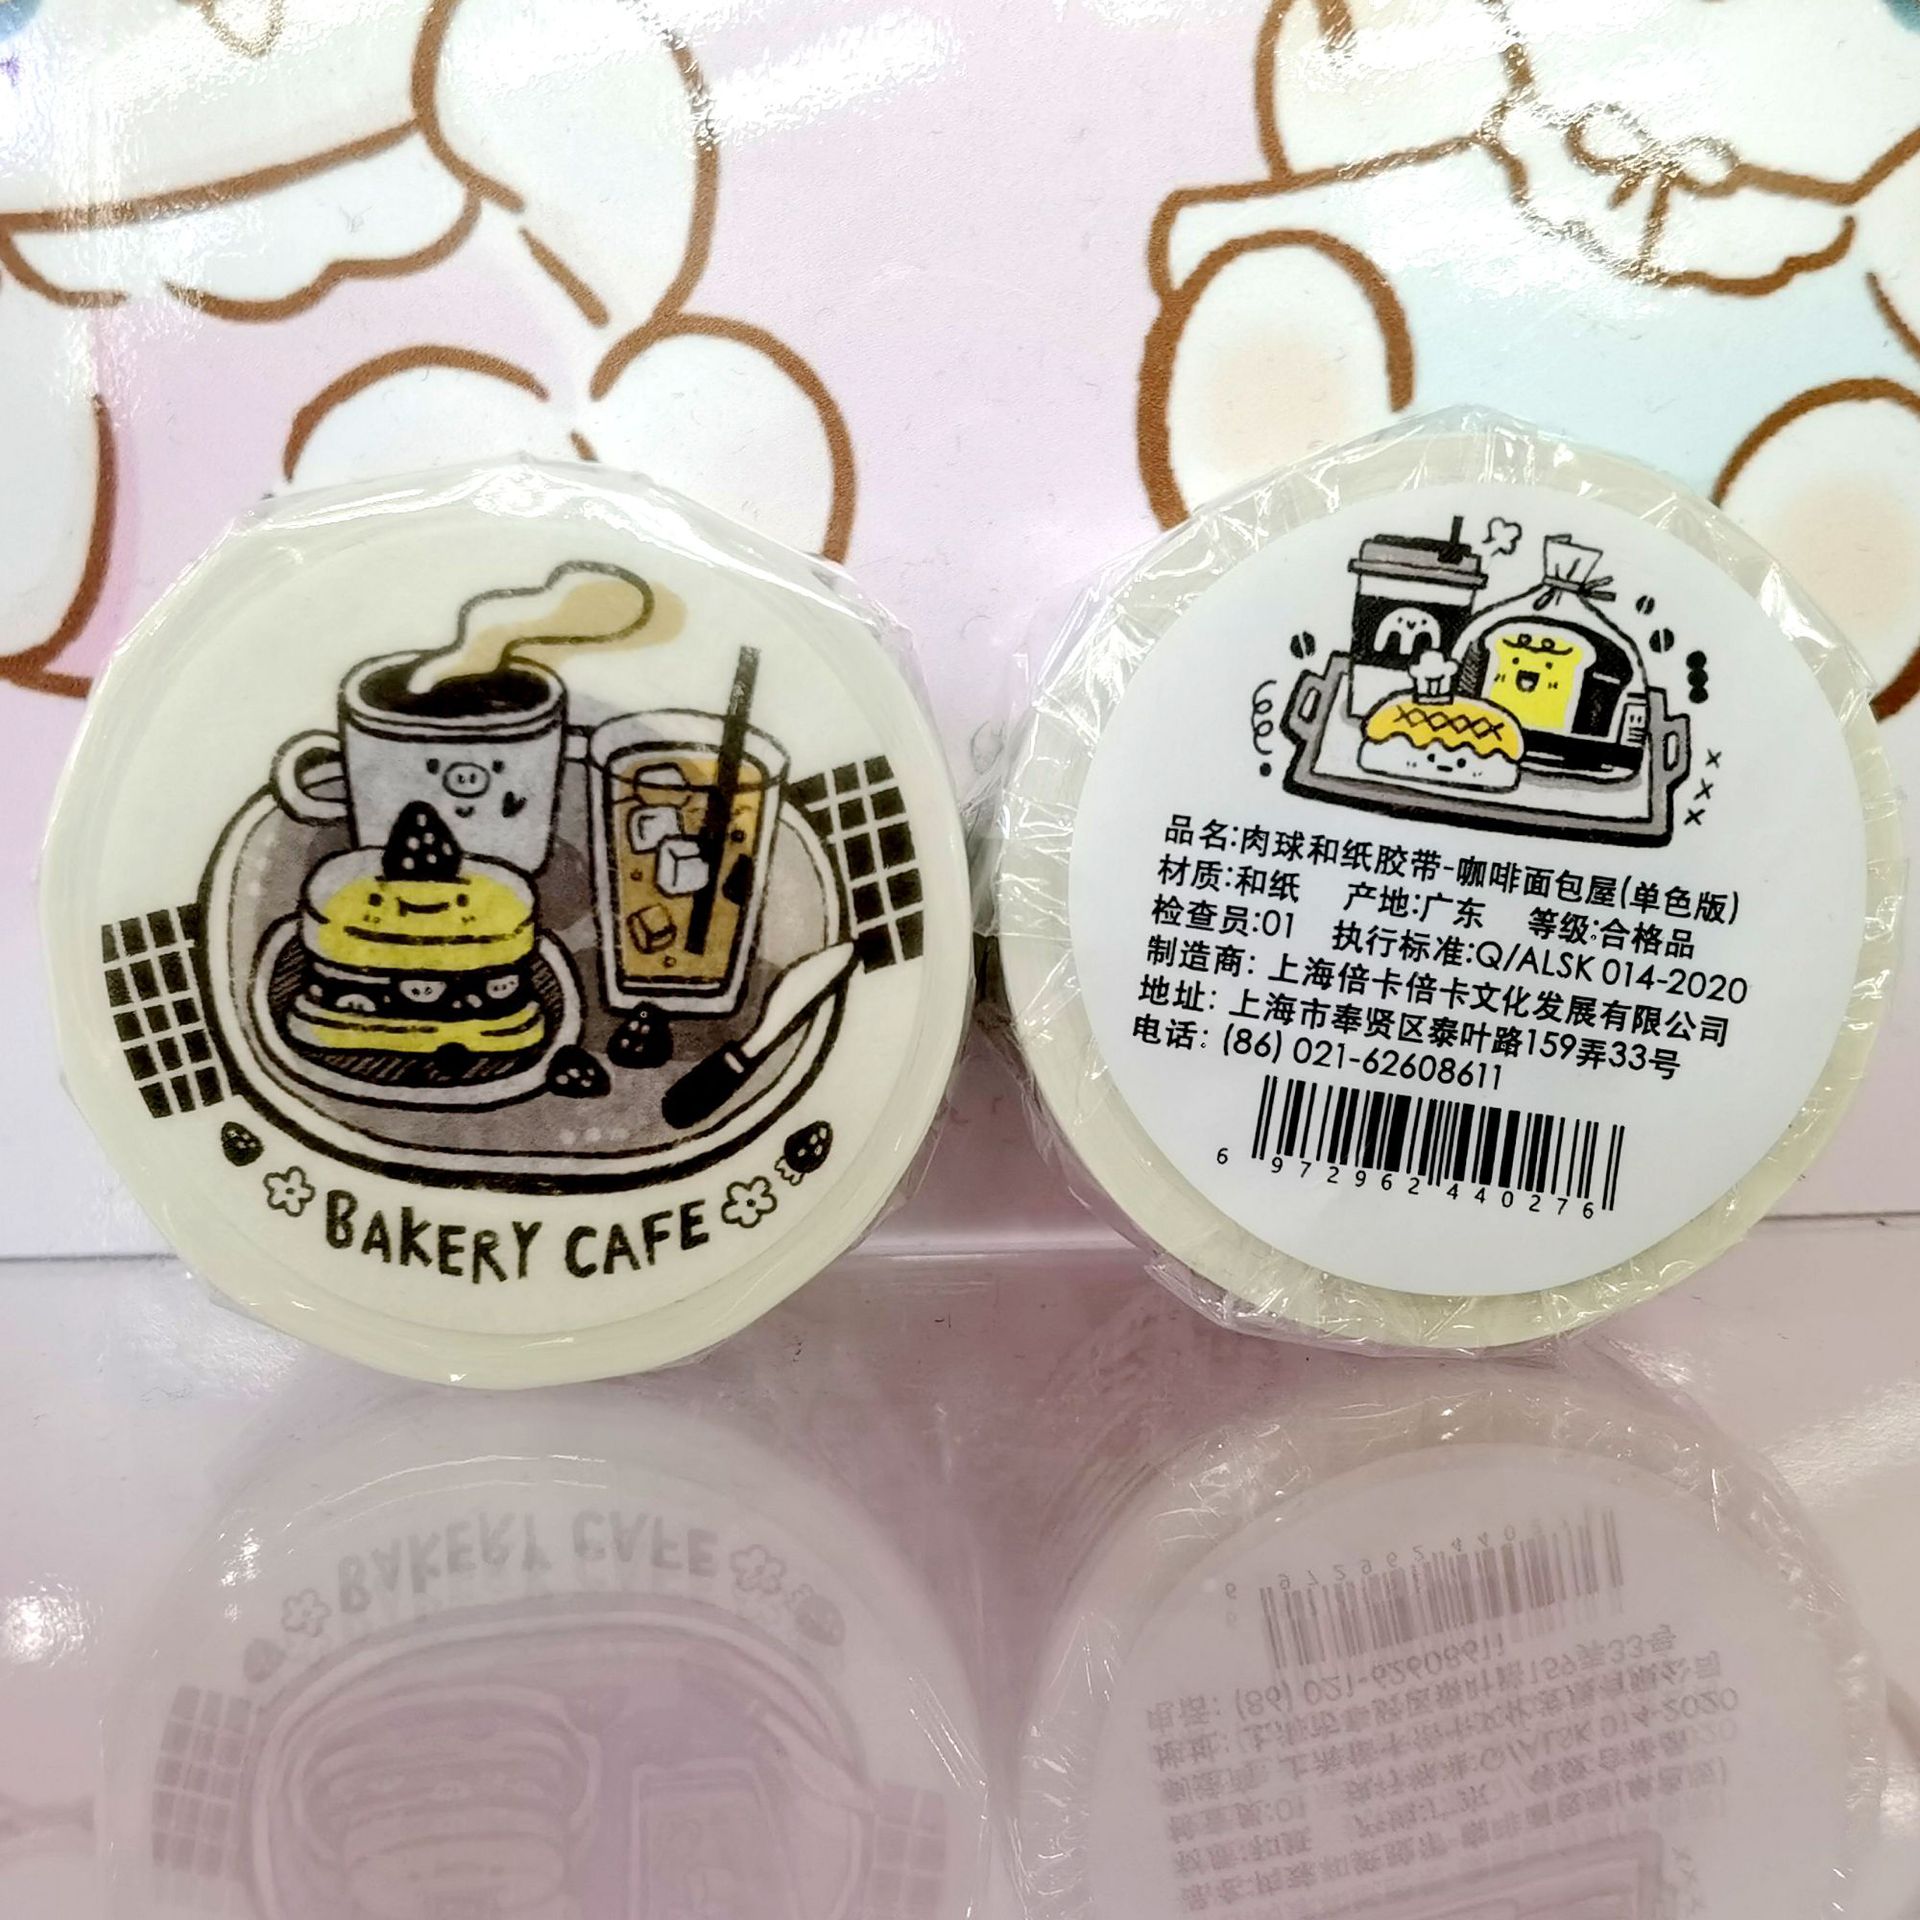 BAKERY CAFE
品名:肉球和纸胶带-咖啡面包屋(单色版)
材质:和纸 产地:广东 等级:合格品
检查员:01 执行标准:Q/ALSK 014-2020
制造商: 上海倍卡倍卡文化发展有限公司
地址: 上海市奉贤区泰叶路159弄33号
电话: (86) 021-62608611
6 972962 440276